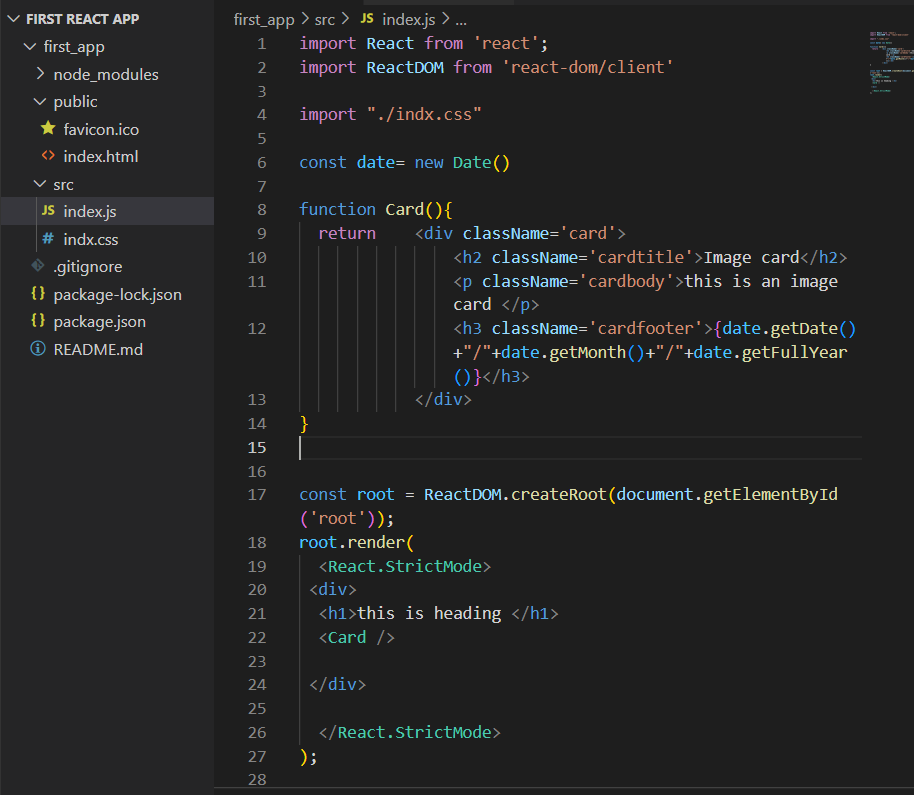 FIRST REACT APP
first_app
node_modules
public
favicon.ico
index.html
src
JS index.js
# indx.css
.gitignore
{} package-lock.json
{} package.json
README.md
first_app > src > JS index.js > ...
1 import React from 'react';
2 import ReactDOM from 'react-dom/client'
3
4 import "./indx.css"
5
6 const date= new Date()
7
8 function Card(){
9 return    <div className='card'>
10 <h2 className='cardtitle'>Image card</h2>
11 <p className='cardbody'>this is an image
card </p>
12 <h3 className='cardfooter'>{date.getDate()
+"/"+date.getMonth()+"/"+date.getFullYear
()}</h3>
13 </div>
14 }
15
16
17 const root = ReactDOM.createRoot(document.getElementById
('root'));
18 root.render(
19 <React.StrictMode>
20 <div>
21 <h1>this is heading </h1>
22 <Card />
23
24 </div>
25
26 </React.StrictMode>
27 );
28